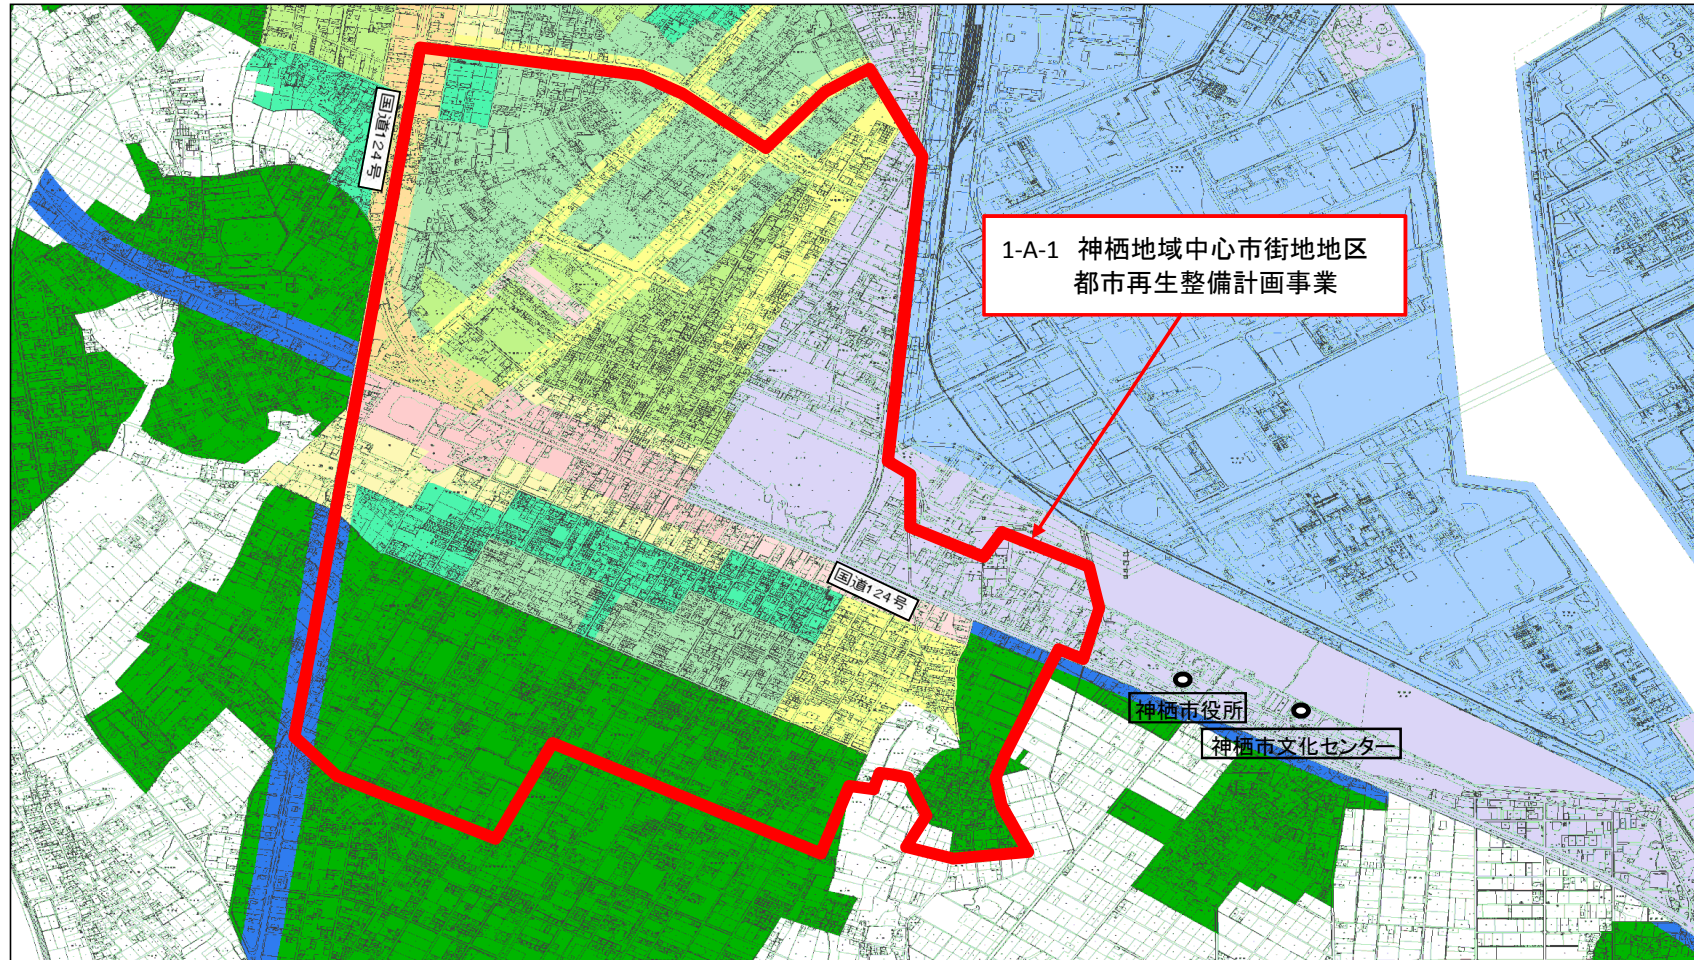 国道124号
1-A-1 神栖地域中心市街地地区
都市再生整備計画事業
国道124号
神栖市役所
神栖市文化センター